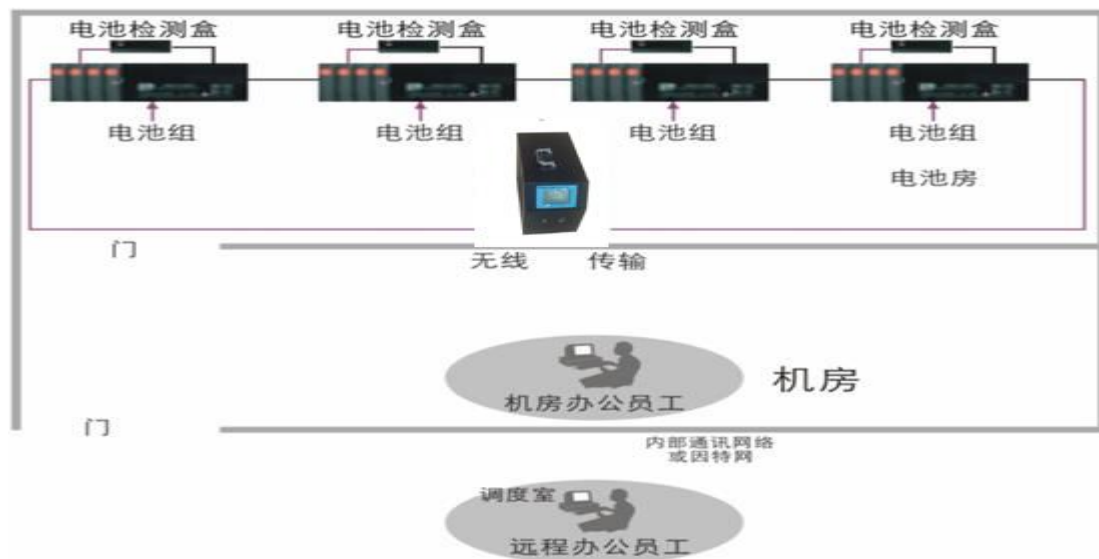 电池检测盒 电池检测盒 电池检测盒 电池检测盒
电池组 电池组 电池组 电池组
电池房
门
无线 传输
机房
机房办公员工
门
内部通讯网络
或因特网
调度室
远程办公员工